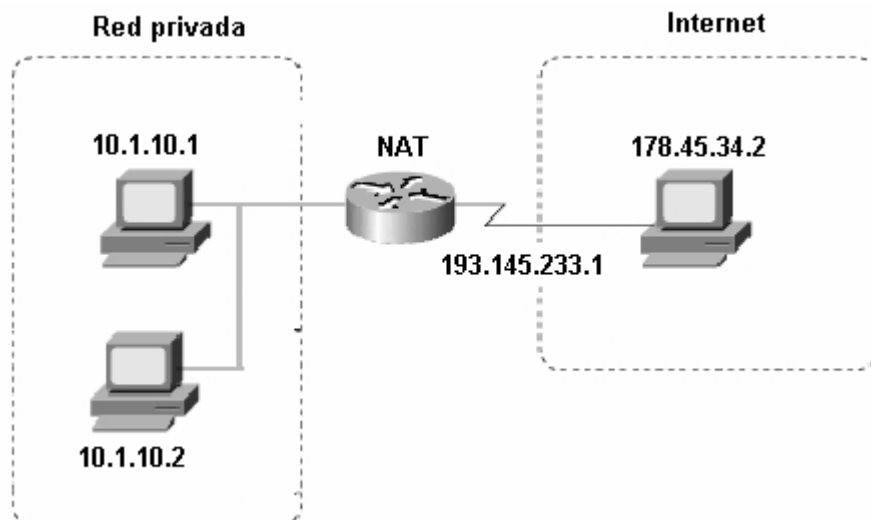 Red privada
Internet
10.1.10.1
NAT
178.45.34.2
193.145.233.1
10.1.10.2